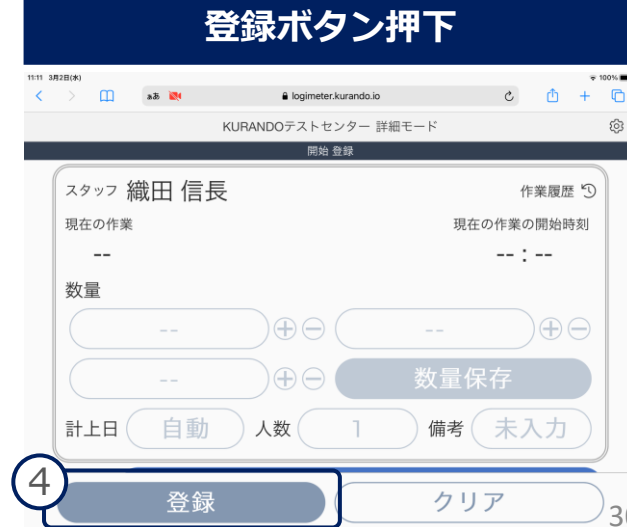 登録ボタン押下
11:11 3月2日(水) 100%
ぁあ logimeter.kurando.io
KURANDOテストセンター 詳細モード
開始 登録
スタッフ 織田 信長 作業履歴
現在の作業 現在の作業の開始時刻
-- --:--
数量
-- --
-- 数量保存
計上日 自動 人数 1 備考 未入力
4 登録 クリア